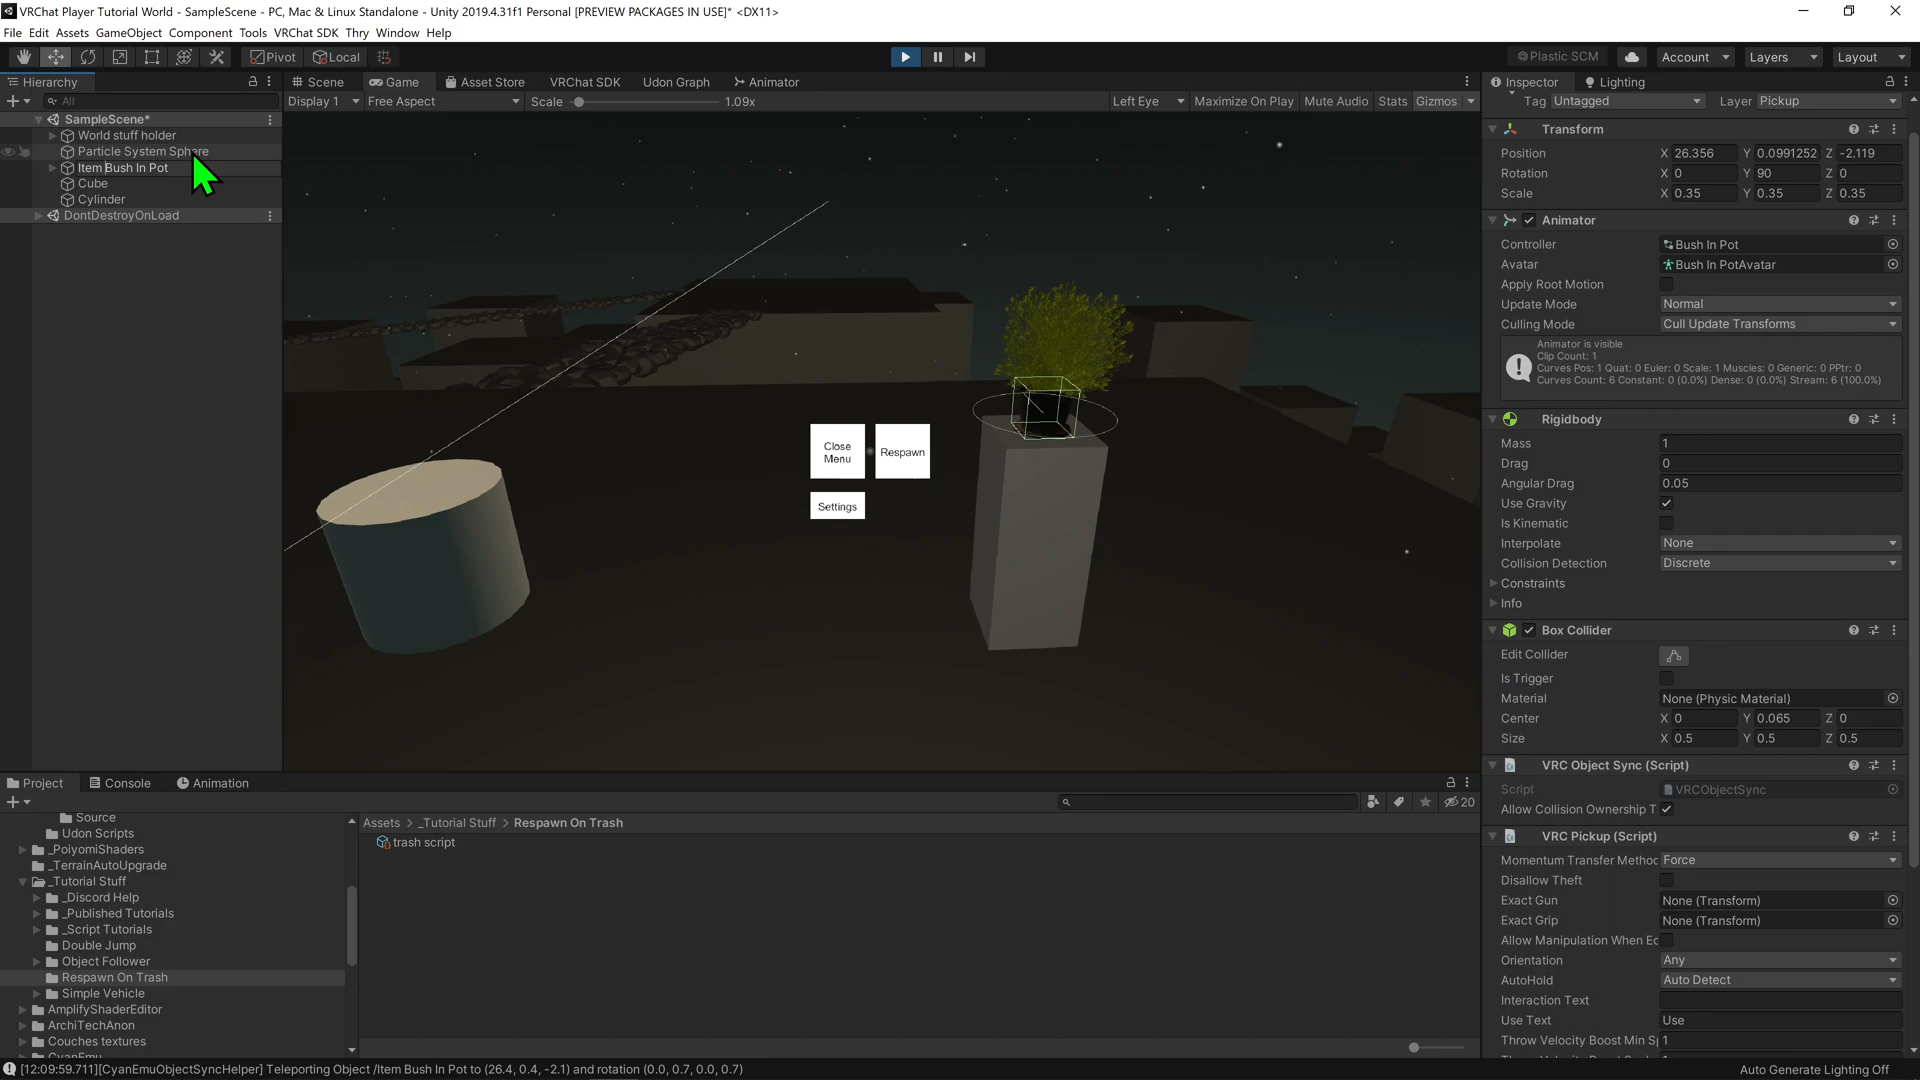 VRChat Player Tutorial World - SampleScene - PC, Mac & Linux Standalone - Unity 2019.4.31f1 Personal [PREVIEW PACKAGES IN USE]* <DX11>
File Edit Assets GameObject Component Tools VRChat SDK Thry Window Help
Pivot Local Plastic SCM Account Layers Layout
Hierarchy Scene Game Asset Store VRChat SDK Udon Graph Animator Inspector Lighting
All Display 1 Free Aspect Scale 1.09x Left Eye Maximize On Play Mute Audio Stats Gizmos
Tag Untagged Layer Pickup
SampleScene*
World stuff holder
Particle System Sphere
Item Bush In Pot
Cube
Cylinder
DontDestroyOnLoad
Close
Menu
Respawn
Settings
Transform
Position X 26.356 Y 0.0991252 Z -2.119
Rotation X 0 Y 90 Z 0
Scale X 0.35 Y 0.35 Z 0.35
Animator
Controller Bush In Pot
Avatar Bush In PotAvatar
Apply Root Motion
Update Mode Normal
Culling Mode Cull Update Transforms
Animator is visible
Clip Count: 1
Curves Pos: 1 Quat: 0 Euler: 0 Scale: 1 Muscles: 0 Generic: 0 PPtr: 0
Curves Count: 6 Constant: 0 (0.0%) Dense: 0 (0.0%) Stream: 6 (100.0%)
Rigidbody
Mass 1
Drag 0
Angular Drag 0.05
Use Gravity
Is Kinematic
Interpolate None
Collision Detection Discrete
Constraints
Info
Box Collider
Edit Collider
Is Trigger
Material None (Physic Material)
Center X 0 Y 0.065 Z 0
Size X 0.5 Y 0.5 Z 0.5
VRC Object Sync (Script)
Script VRCObjectSync
Allow Collision Ownership T
VRC Pickup (Script)
Momentum Transfer Method Force
Disallow Theft
Exact Gun None (Transform)
Exact Grip None (Transform)
Allow Manipulation When Ec
Orientation Any
AutoHold Auto Detect
Interaction Text
Use Text Use
Throw Velocity Boost Min Sp 1
Project Console Animation
20
Source
Udon Scripts
_PoiyomiShaders
_TerrainAutoUpgrade
_Tutorial Stuff
_Discord Help
_Published Tutorials
_Script Tutorials
Double Jump
Object Follower
Respawn On Trash
Simple Vehicle
AmplifyShaderEditor
ArchiTechAnon
Couches textures
CyanEmu
Assets > _Tutorial Stuff > Respawn On Trash
trash script
[12:09:59.711][CyanEmuObjectSyncHelper] Teleporting Object /Item Bush In Pot to (26.4, 0.4, -2.1) and rotation (0.0, 0.7, 0.0, 0.7)
Auto Generate Lighting Off